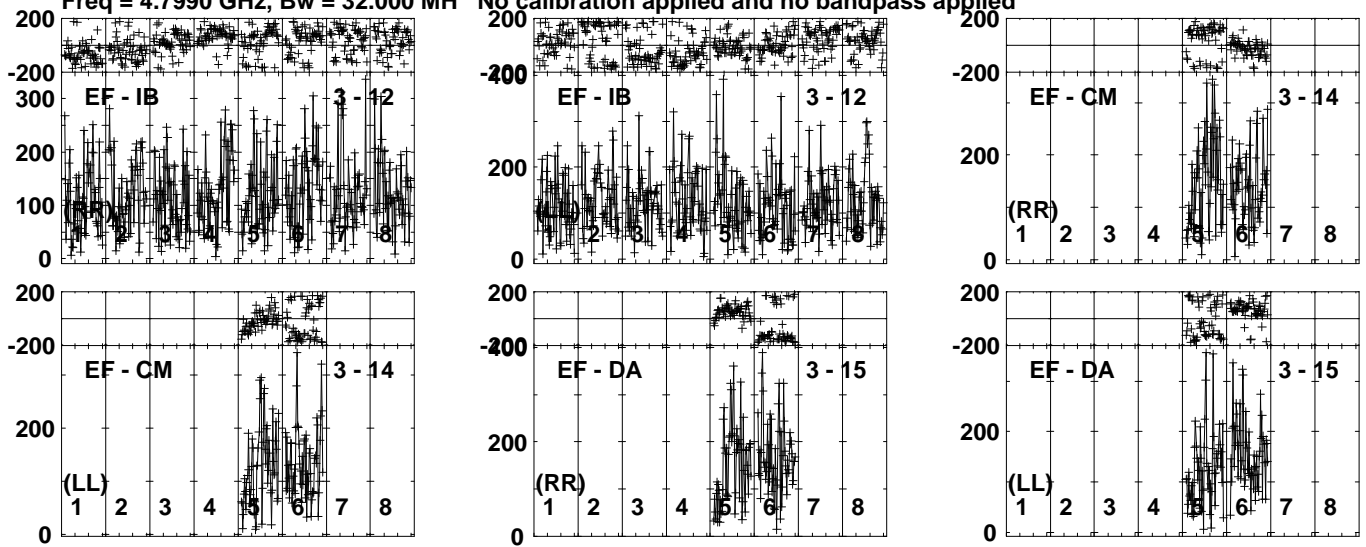 Freq = 4.7990 GHz, Bw = 32.000 MH No calibration applied and no bandpass applied
200
-200
EF - IB 3 - 12
300
200
100
0
(RR)
1 2 3 4 5 6 7 8
200
-200
400
EF - IB 3 - 12
200
0
(LL)
1 2 3 4 5 6 7 8
200
-200
EF - CM 3 - 14
200
0
(RR)
1 2 3 4 5 6 7 8
200
-200
EF - CM 3 - 14
200
0
(LL)
1 2 3 4 5 6 7 8
200
-200
400
EF - DA 3 - 15
200
0
(RR)
1 2 3 4 5 6 7 8
200
-200
EF - DA 3 - 15
200
0
(LL)
1 2 3 4 5 6 7 8